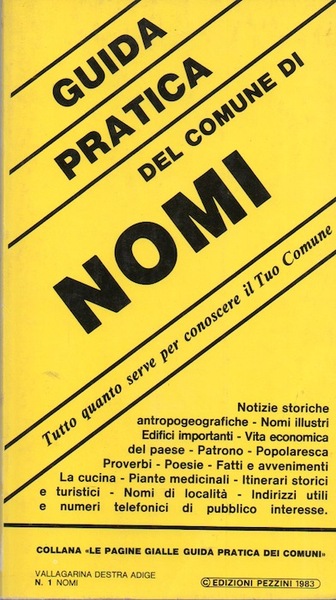 GUIDA
PRATICA
DEL COMUNE DI
NOMI
Tutto quanto serve per conoscere il Tuo Comune
Notizie storiche
antropogeografiche - Nomi illustri
Edifici importanti - Vita economica
del paese - Patrono - Popolaresca
Proverbi - Poesie - Fatti e avvenimenti
La cucina - Piante medicinali - Itinerari storici
e turistici - Nomi di località - Indirizzi utili
e numeri telefonici di pubblico interesse.
COLLANA «LE PAGINE GIALLE GUIDA PRATICA DEI COMUNI»
VALLAGARINA DESTRA ADIGE
N. 1 NOMI
© EDIZIONI PEZZINI 1983